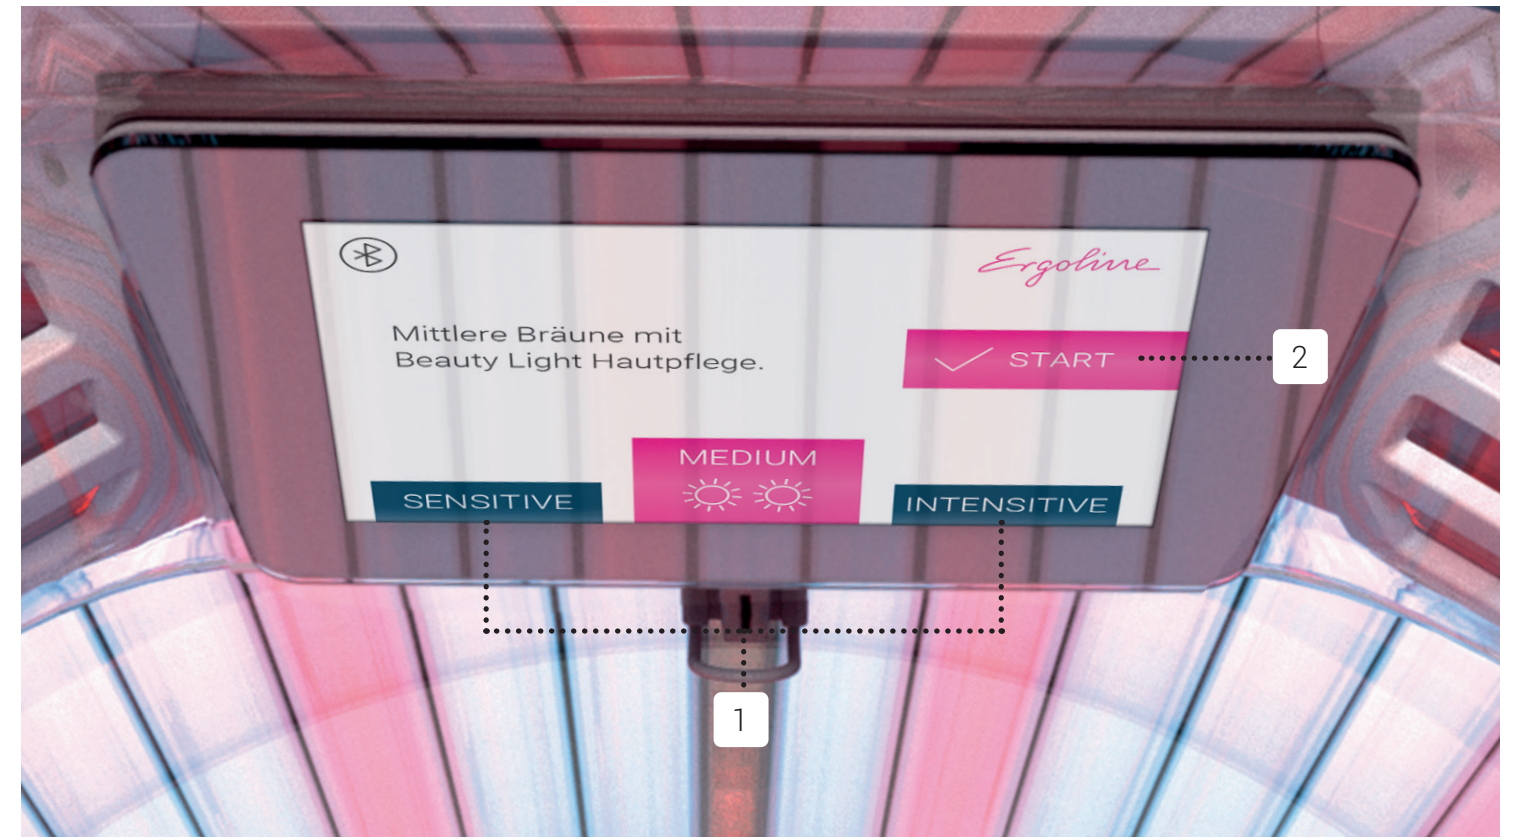 Ergoline
Mittlere Bräune mit
Beauty Light Hautpflege.
START
2
MEDIUM
SENSITIVE
INTENSITIVE
1